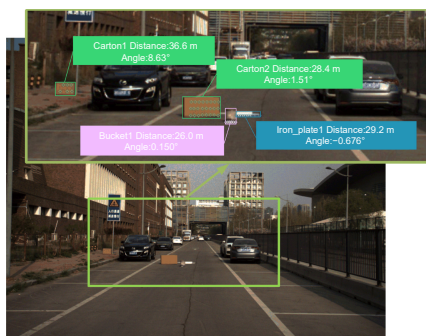 Carton1 Distance:36.6 m
Angle:8.63°
Carton2 Distance:28.4 m
Angle:1.51°
Bucket1 Distance:26.0 m
Angle:0.150°
Iron_plate1 Distance:29.2 m
Angle:−0.676°